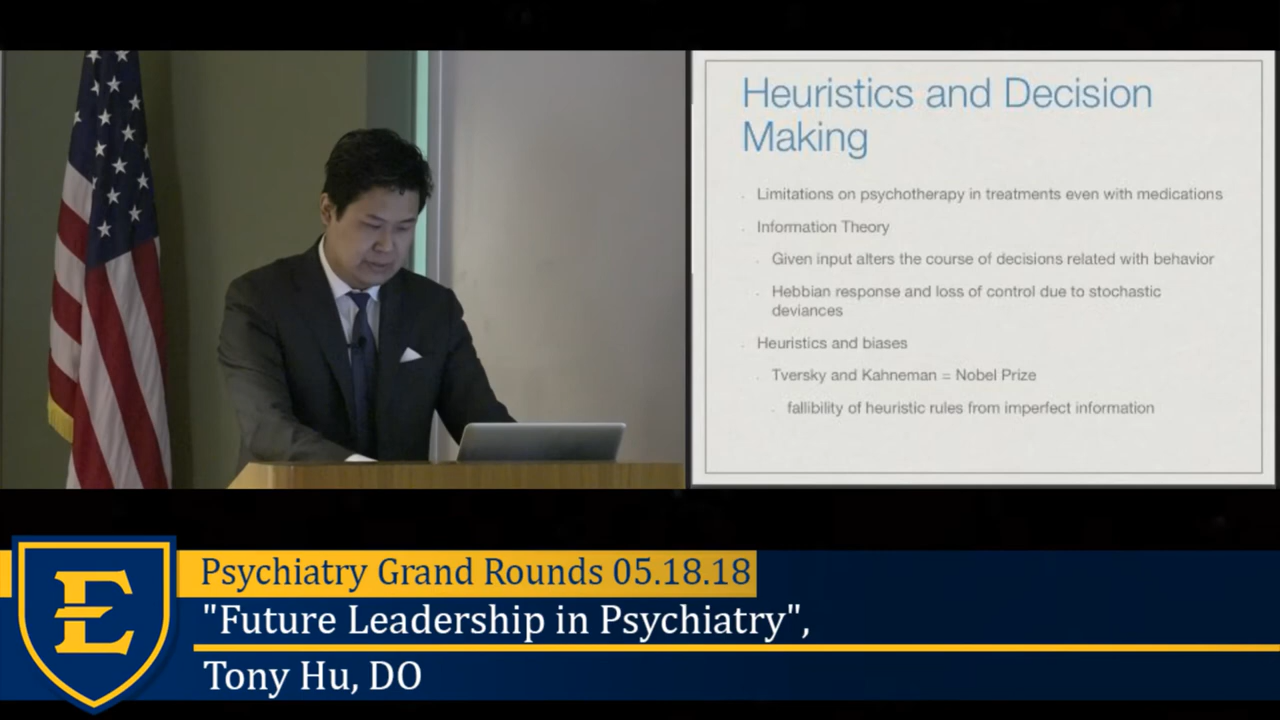 Heuristics and Decision
Making
Limitations on psychotherapy in treatments even with medications
Information Theory
Given input alters the course of decisions related with behavior
Hebbian response and loss of control due to stochastic
deviances
Heuristics and biases
Tversky and Kahneman = Nobel Prize
fallibility of heuristic rules from imperfect information
E
Psychiatry Grand Rounds 05.18.18
"Future Leadership in Psychiatry",
Tony Hu, DO